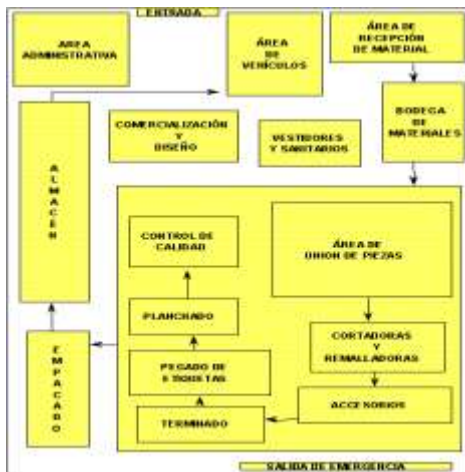 ENTRADA
AREA
ADMINISTRATIVA
ÁREA
DE
VEHÍCULOS
ÁREA DE
RECEPCIÓN
DE MATERIAL
COMERCIALIZACIÓN
Y
DISEÑO
VESTIDORES
Y SANITARIOS
BODEGA
DE
MATERIALES
ALMACÉN
CONTROL DE
CALIDAD
ÁREA DE
UNION DE PIEZAS
PLANCHADO
CORTADORAS
Y
REMALLADORAS
EMPACADO
PEGADO DE
ETIQUETAS
ACCESORIOS
TERMINADO
SALIDA DE EMERGENCIA